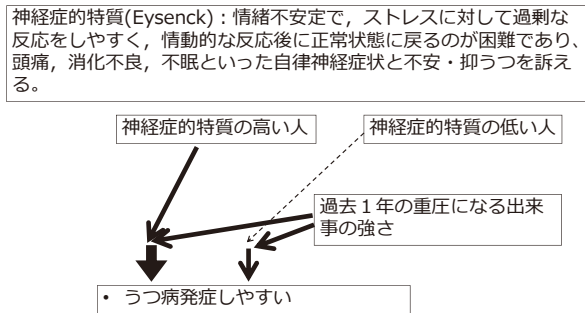 神経症的特質(Eysenck)：情緒不安定で，ストレスに対して過剰な
反応をしやすく，情動的な反応後に正常状態に戻るのが困難であり、
頭痛，消化不良，不眠といった自律神経症状と不安・抑うつを訴え
る。
神経症的特質の高い人
神経症的特質の低い人
過去１年の重圧になる出来
事の強さ
• うつ病発症しやすい